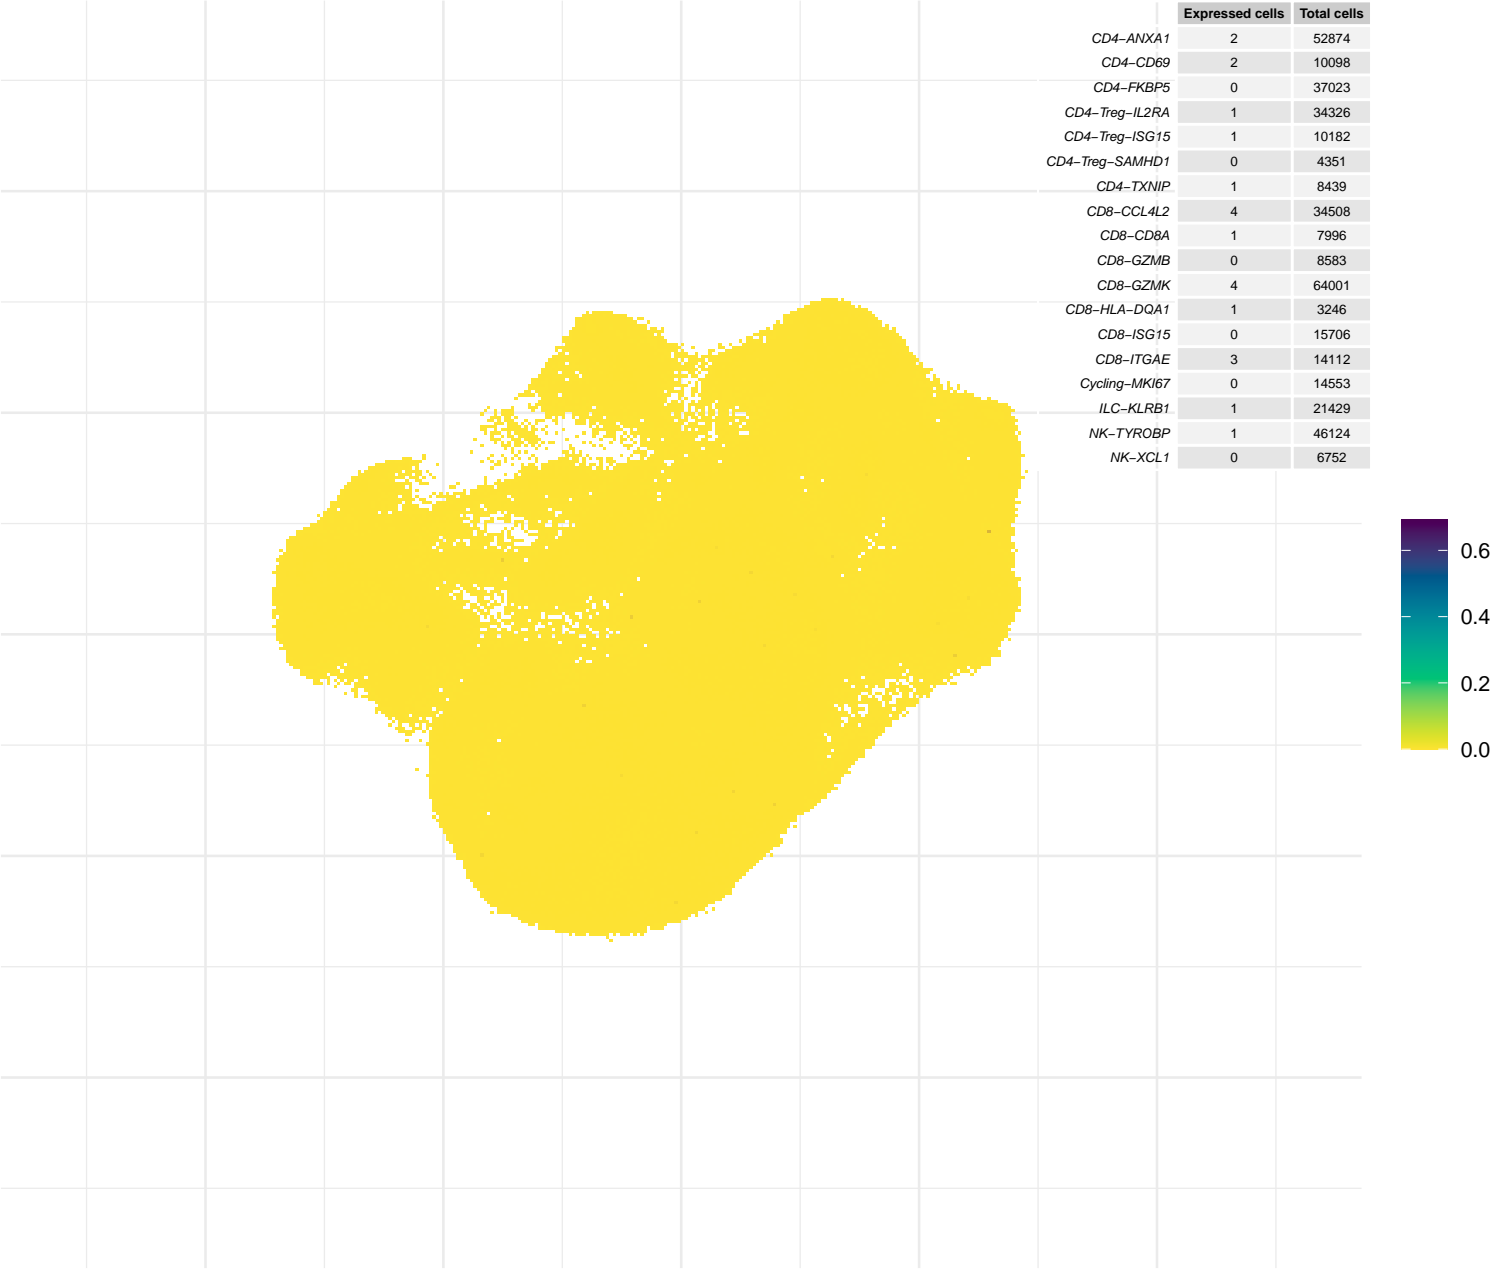 Expressed cells Total cells
CD4−ANXA1 2 52874
CD4−CD69 2 10098
CD4−FKBP5 0 37023
CD4−Treg−IL2RA 1 34326
CD4−Treg−ISG15 1 10182
CD4−Treg−SAMHD1 0 4351
CD4−TXNIP 1 8439
CD8−CCL4L2 4 34508
CD8−CD8A 1 7996
CD8−GZMB 0 8583
CD8−GZMK 4 64001
CD8−HLA−DQA1 1 3246
CD8−ISG15 0 15706
CD8−ITGAE 3 14112
Cycling−MKI67 0 14553
ILC−KLRB1 1 21429
NK−TYROBP 1 46124
NK−XCL1 0 6752
0.6
0.4
0.2
0.0